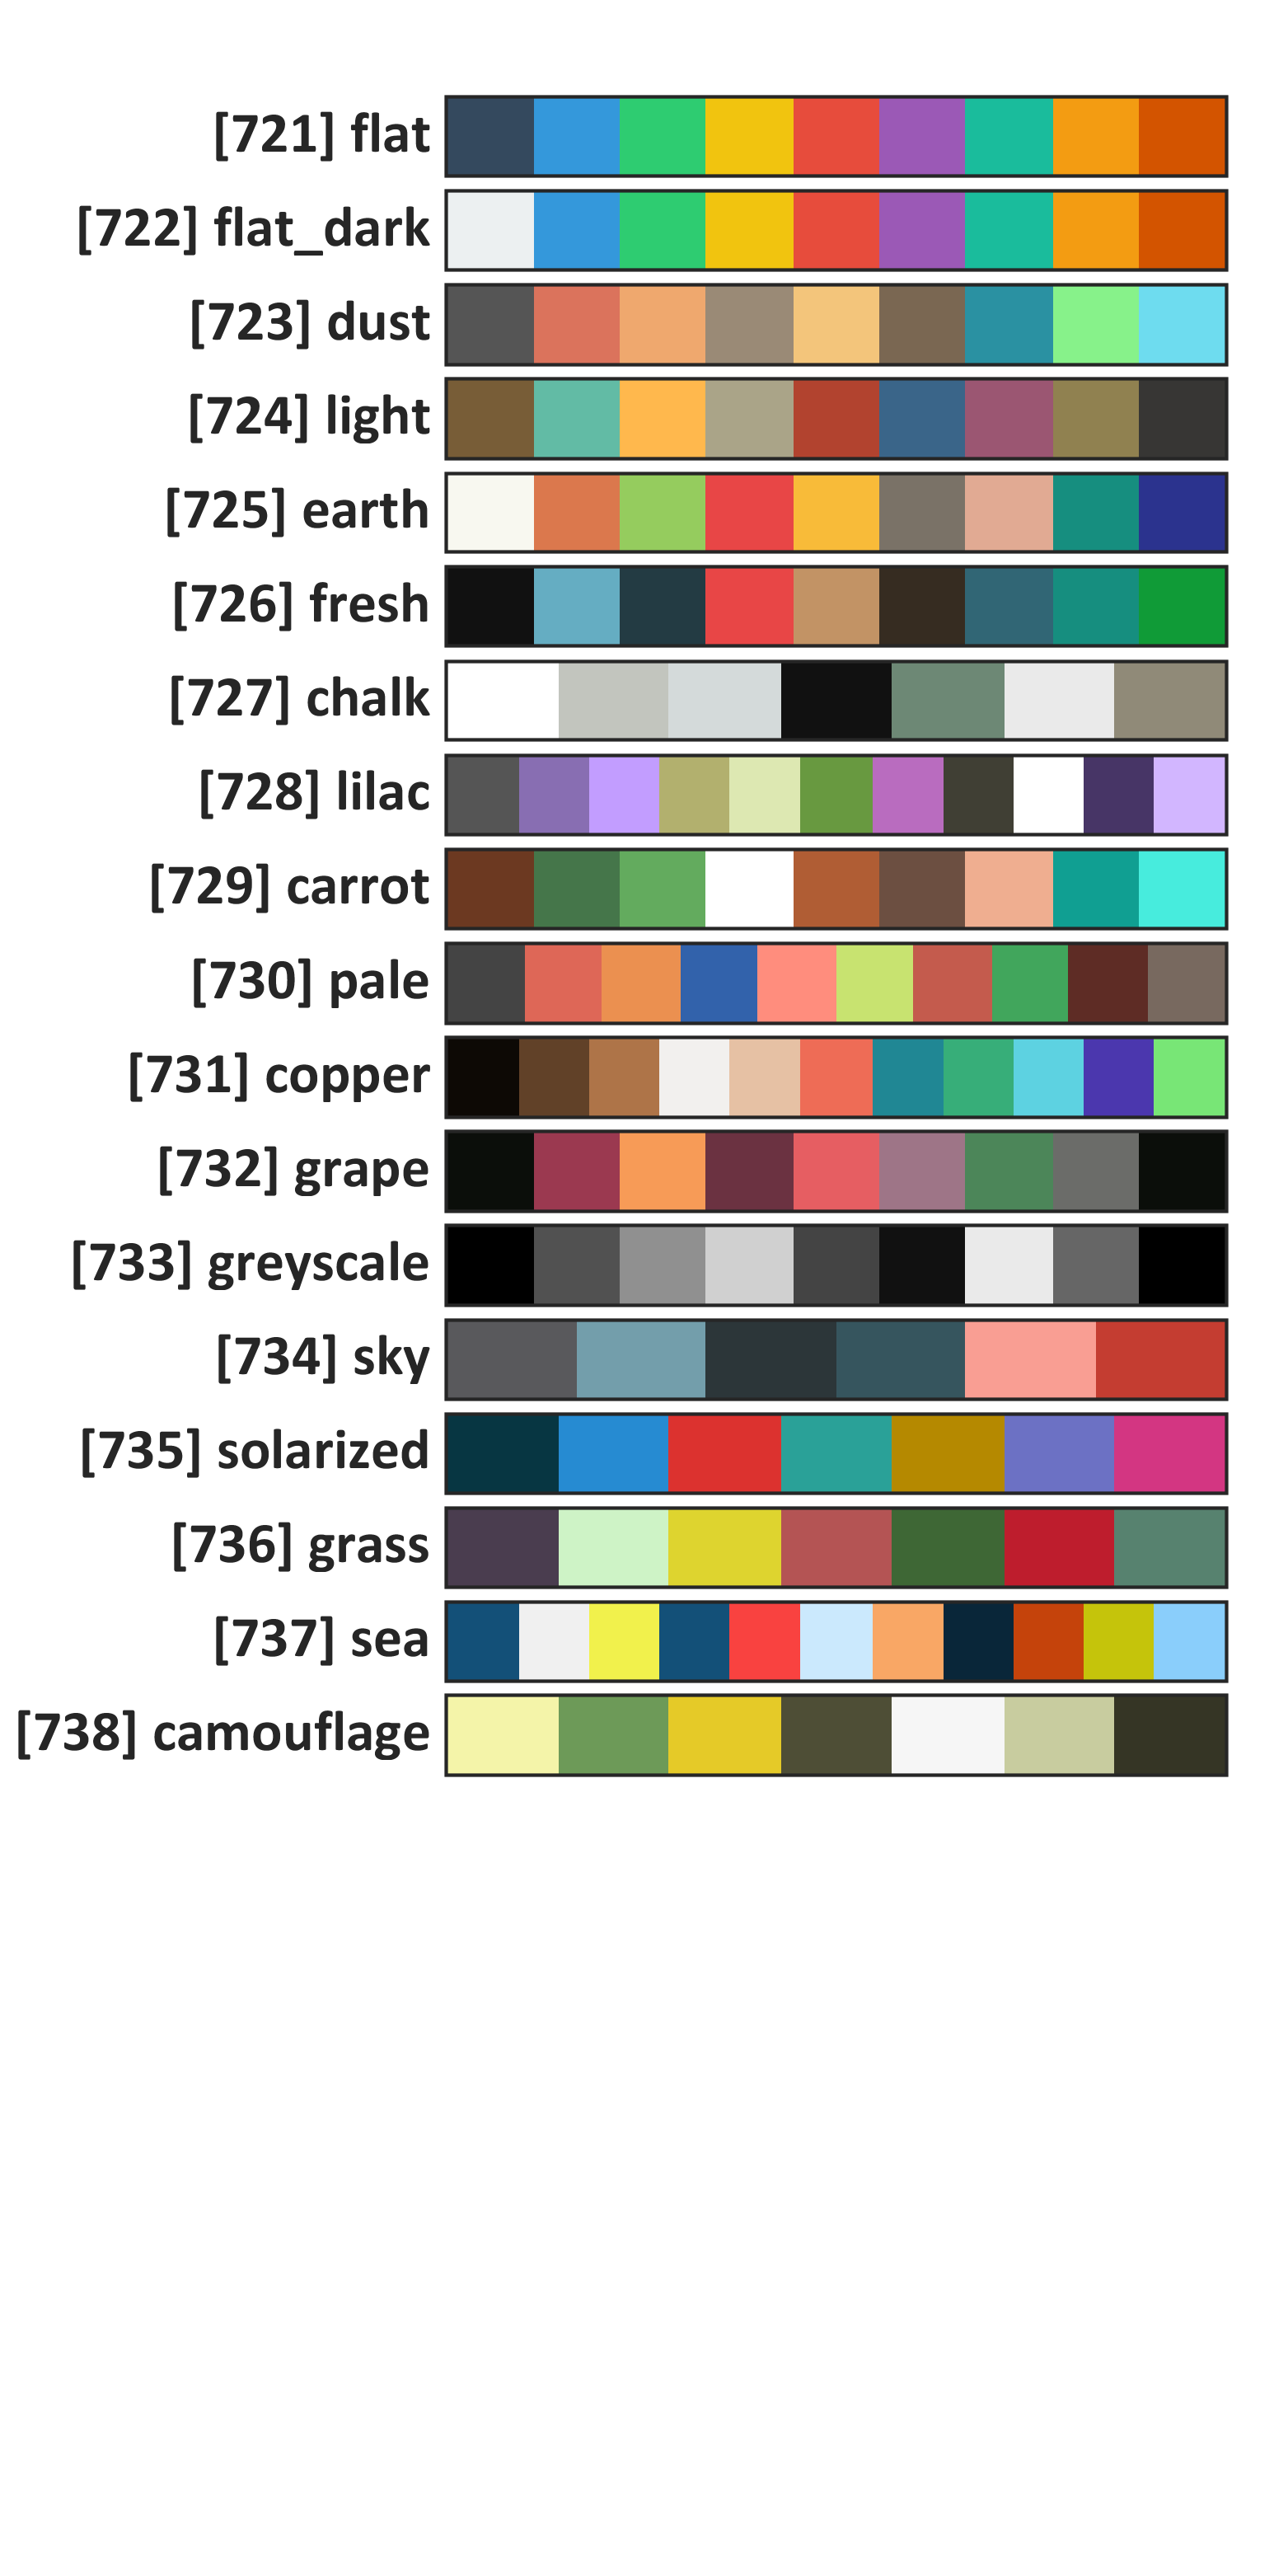 [721] flat
[722] flat_dark
[723] dust
[724] light
[725] earth
[726] fresh
[727] chalk
[728] lilac
[729] carrot
[730] pale
[731] copper
[732] grape
[733] greyscale
[734] sky
[735] solarized
[736] grass
[737] sea
[738] camouflage